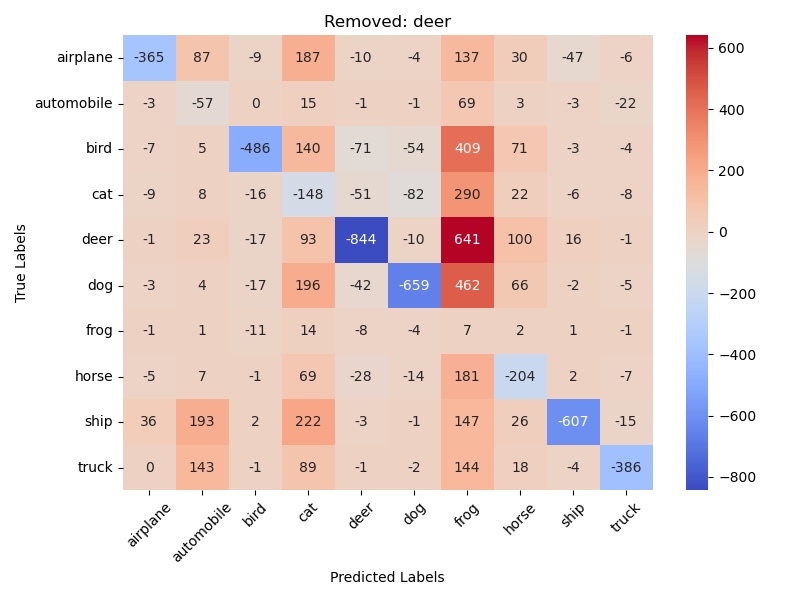 Removed: deer
True Labels
airplane -365 87 -9 187 -10 -4 137 30 -47 -6
automobile -3 -57 0 15 -1 -1 69 3 -3 -22
bird -7 5 -486 140 -71 -54 409 71 -3 -4
cat -9 8 -16 -148 -51 -82 290 22 -6 -8
deer -1 23 -17 93 -844 -10 641 100 16 -1
dog -3 4 -17 196 -42 -659 462 66 -2 -5
frog -1 1 -11 14 -8 -4 7 2 1 -1
horse -5 7 -1 69 -28 -14 181 -204 2 -7
ship 36 193 2 222 -3 -1 147 26 -607 -15
truck 0 143 -1 89 -1 -2 144 18 -4 -386
airplane automobile bird cat deer dog frog horse ship truck
Predicted Labels
600
400
200
0
−200
−400
−600
−800